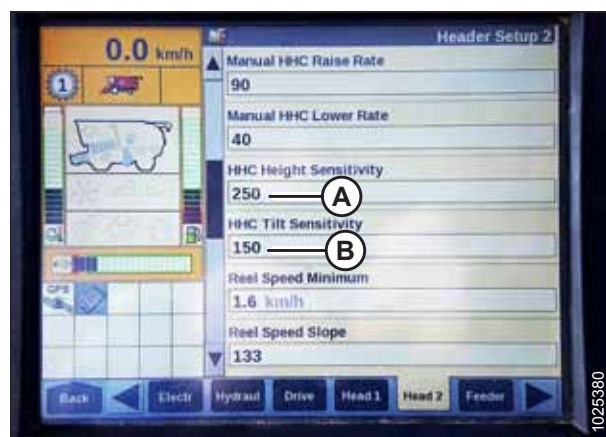 0.0 km/h
Header Setup 2
1
Manual HHC Raise Rate
90
Manual HHC Lower Rate
40
HHC Height Sensitivity
250
A
HHC Tilt Sensitivity
150
B
Reel Speed Minimum
1.6 km/h
GPS
Reel Speed Slope
133
Back
Electr
Hydraul
Drive
Head 1
Head 2
Feeder
1025380